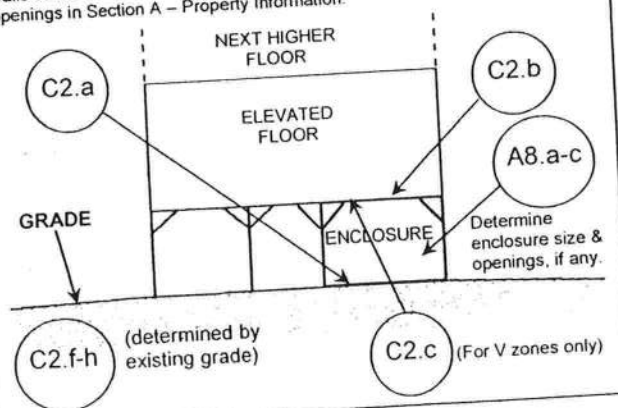 openings in Section A – Property Information.
NEXT HIGHER
FLOOR
C2.a
C2.b
ELEVATED
FLOOR
A8.a-c
GRADE
ENCLOSURE
Determine
enclosure size &
openings, if any.
C2.f-h
(determined by
existing grade)
C2.c
(For V zones only)